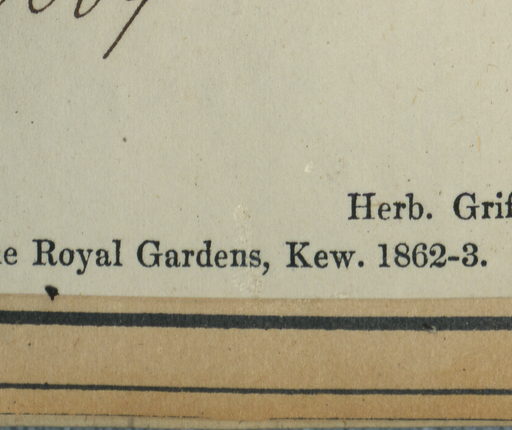 Herb. Grif
e Royal Gardens, Kew. 1862-3.